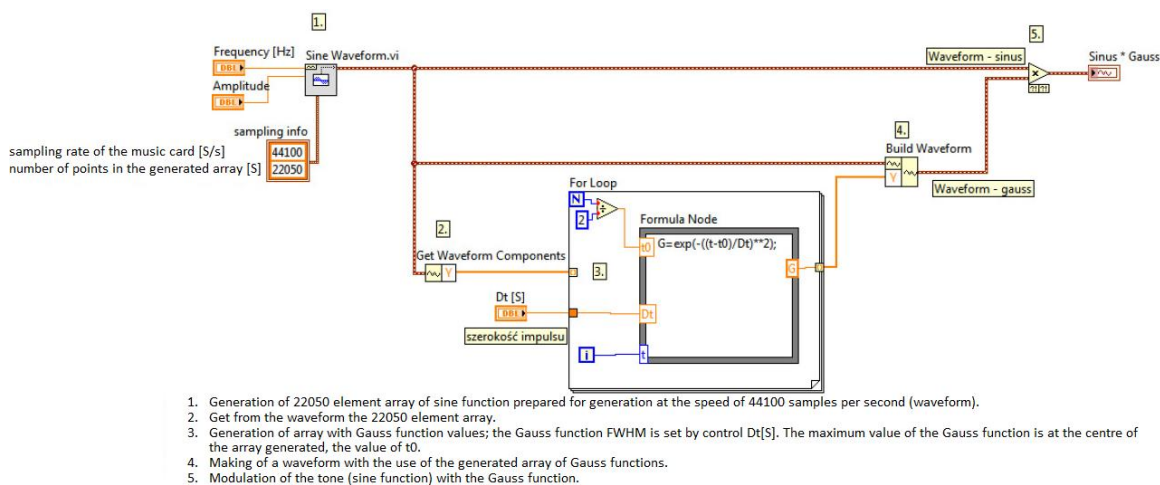 1.
5.
Frequency [Hz]
Sine Waveform.vi
Waveform - sinus
Sinus * Gauss
DBL
Amplitude
DBL
×
?! ?!
sampling info
4.
sampling rate of the music card [S/s]
44100
Build Waveform
number of points in the generated array [S]
22050
Y
For Loop
Waveform - gauss
N
÷
2
Formula Node
2.
t0
G=exp(-((t-t0)/Dt)**2);
Get Waveform Components
Y
3.
G
Dt [S]
DBL
Dt
szerokość impulsu
i
t
1. Generation of 22050 element array of sine function prepared for generation at the speed of 44100 samples per second (waveform).
2. Get from the waveform the 22050 element array.
3. Generation of array with Gauss function values; the Gauss function FWHM is set by control Dt[S]. The maximum value of the Gauss function is at the centre of
the array generated, the value of t0.
4. Making of a waveform with the use of the generated array of Gauss functions.
5. Modulation of the tone (sine function) with the Gauss function.